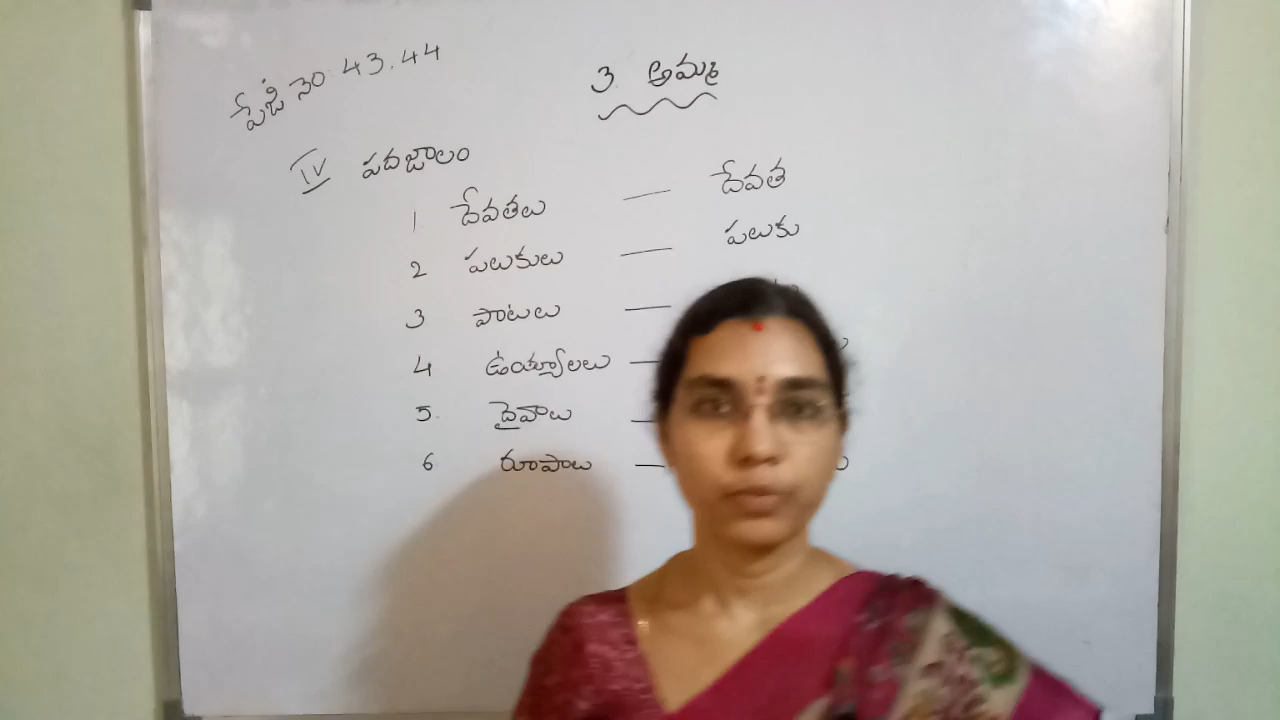 పేజి నెం 43.44
3. అమ్మ
IV పదజాలం
1 దేవతలు — దేవత
2 పలుకులు — పలుకు
3 పాటలు —
4 ఉయ్యాలలు —
5. దైవాలు —
6 రూపాలు —